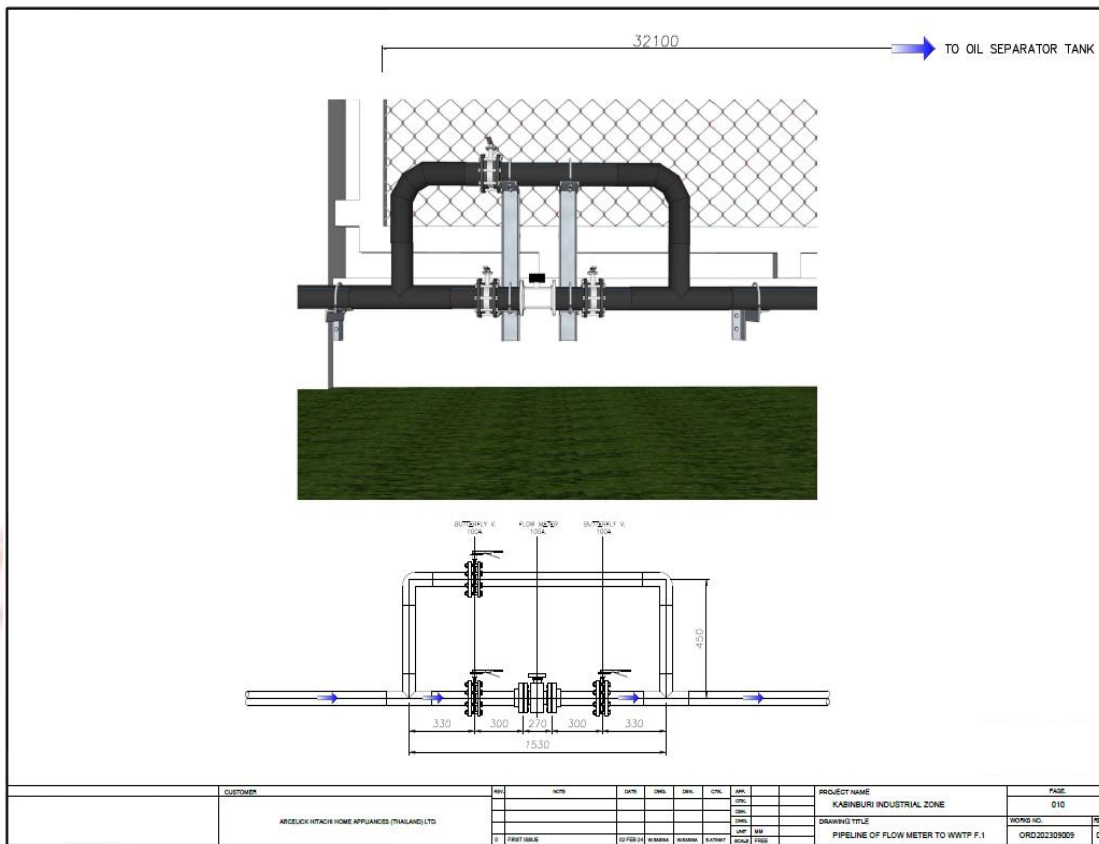 32100
TO OIL SEPARATOR TANK
BUTTERFLY V.
100A.
FLOW METER
100A.
BUTTERFLY V.
100A.
450
330
300
270
300
330
1530
CUSTOMER
ARCELICK HITACHI HOME APPLIANCES (THAILAND) LTD.
REV. NOTE DATE DWG. DSN. CTK.
0 FIRST ISSUE 02 FEB 24
APP.
CTK.
DSN.
DWG.
UNIT MM
SCALE FREE
PROJECT NAME
KABINBURI INDUSTRIAL ZONE
DRAWING TITLE
PIPELINE OF FLOW METER TO WWTP F.1
PAGE.
010
WORKS NO.
ORD202309009